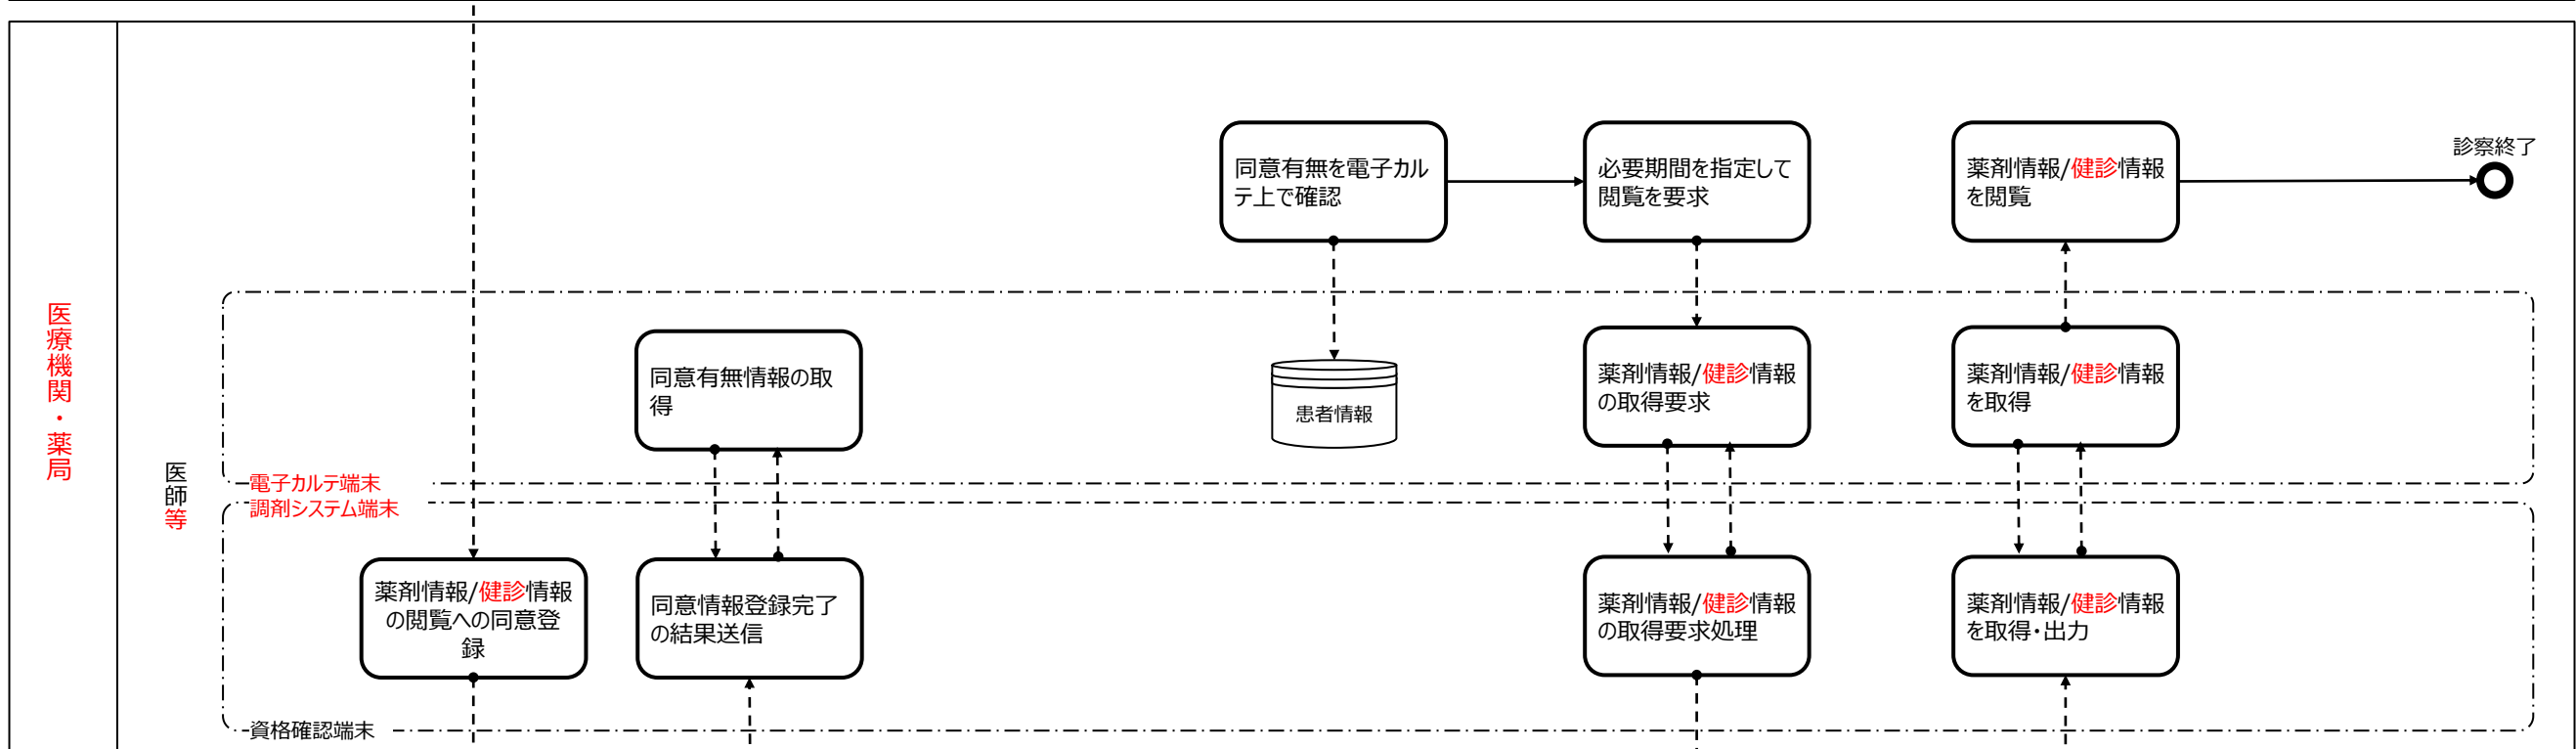 医療機関・薬局
医師等
同意有無を電子カル
テ上で確認
必要期間を指定して
閲覧を要求
薬剤情報/健診情報
を閲覧
診察終了
同意有無情報の取
得
患者情報
薬剤情報/健診情報
の取得要求
薬剤情報/健診情報
を取得
電子カルテ端末
調剤システム端末
薬剤情報/健診情報
の閲覧への同意登
録
同意情報登録完了
の結果送信
薬剤情報/健診情報
の取得要求処理
薬剤情報/健診情報
を取得・出力
資格確認端末